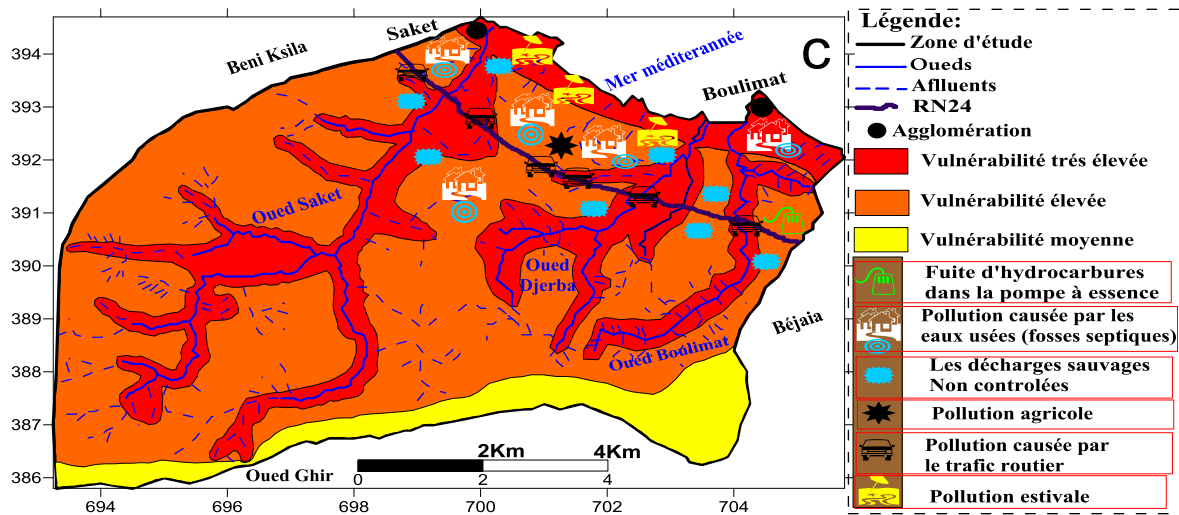 C
Saket
Beni Ksila
Mer méditerannée
Boulimat
Oued Saket
Oued
Djerba
Oued Boulimat
Béjaia
Oued Ghir
2Km
4Km
0
2
4
394
393
392
391
390
389
388
387
386
694
696
698
700
702
704
Légende:
Zone d'étude
Oueds
Aflluents
RN24
Agglomération
Vulnérabilité trés élevée
Vulnérabilité élevée
Vulnérabilité moyenne
Fuite d'hydrocarbures
dans la pompe à essence
Pollution causée par les
eaux usées (fosses septiques)
Les décharges sauvages
Non controlées
Pollution agricole
Pollution causée par
le trafic routier
Pollution estivale